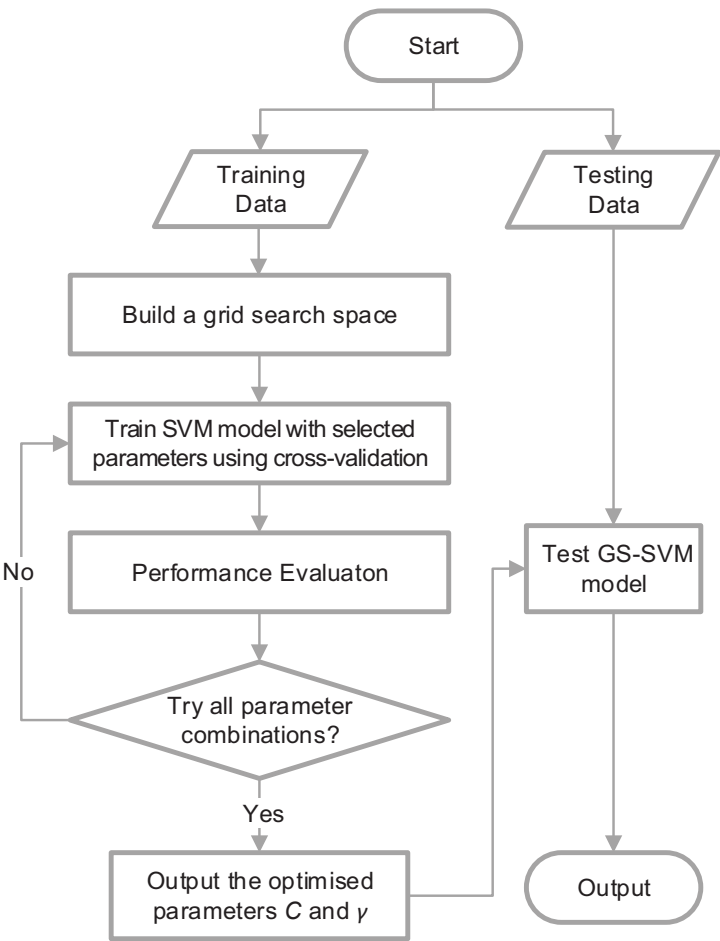 Start
Training
Data
Testing
Data
Build a grid search space
Train SVM model with selected
parameters using cross-validation
No
Performance Evaluaton
Test GS-SVM
model
Try all parameter
combinations?
Yes
Output the optimised
parameters C and γ
Output